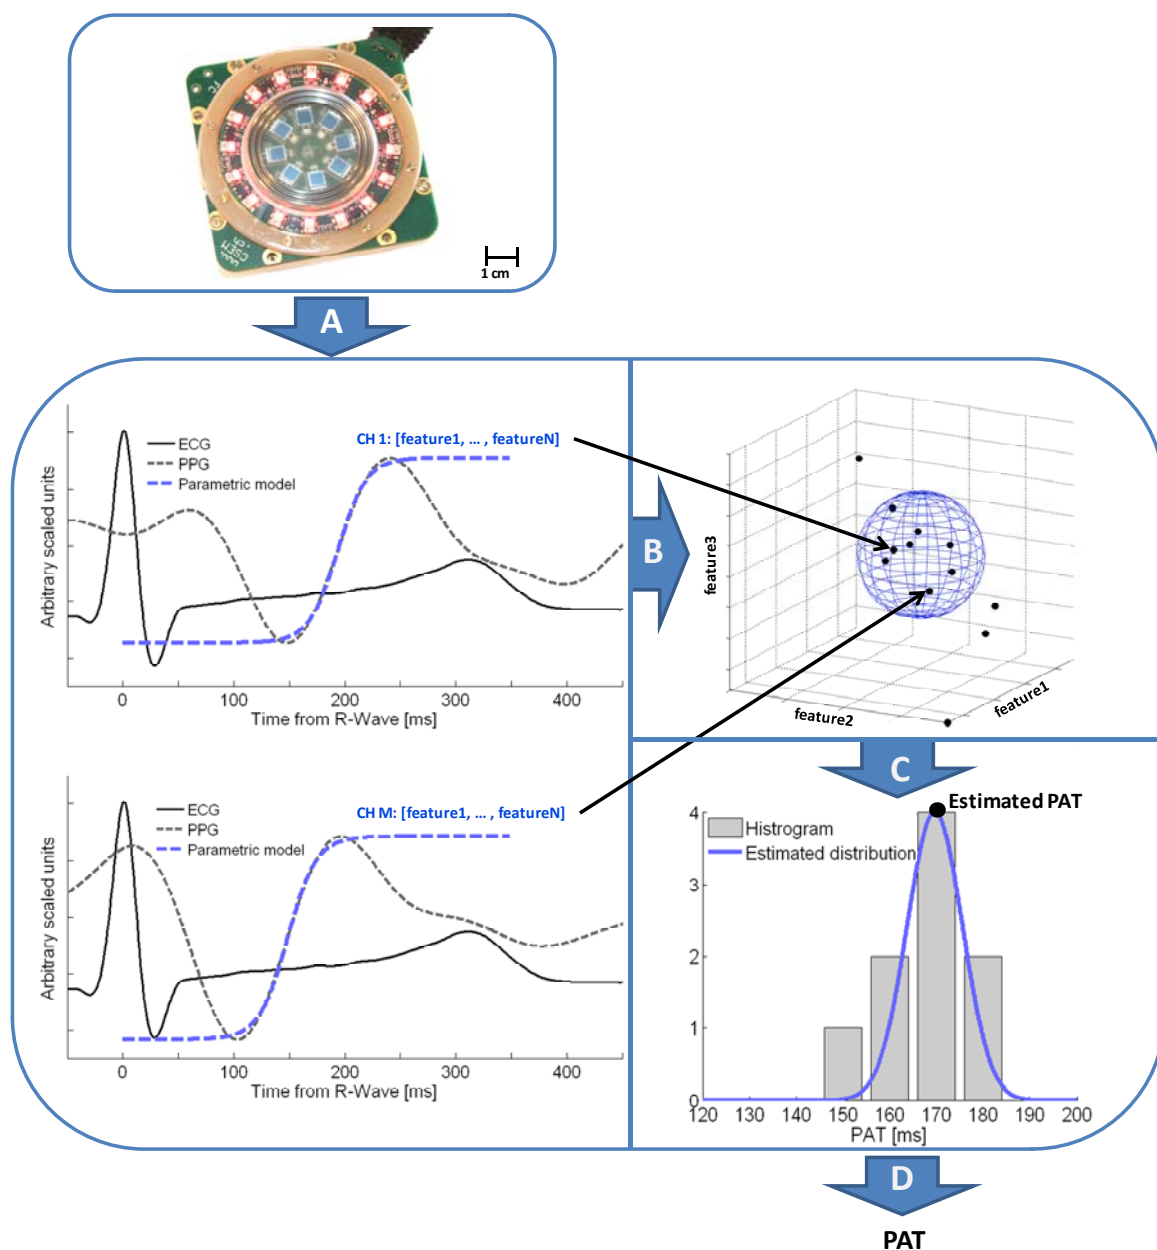 1 cm
A
ECG
PPG
Parametric model
CH 1: [feature1, ... , featureN]
Arbitrary scaled units
0 100 200 300 400
Time from R-Wave [ms]
B
feature3
feature2
feature1
C
ECG
PPG
Parametric model
CH M: [feature1, ... , featureN]
Arbitrary scaled units
0 100 200 300 400
Time from R-Wave [ms]
Estimated PAT
Histrogram
Estimated distribution
4
3
2
1
0
120 130 140 150 160 170 180 190 200
PAT [ms]
D
PAT